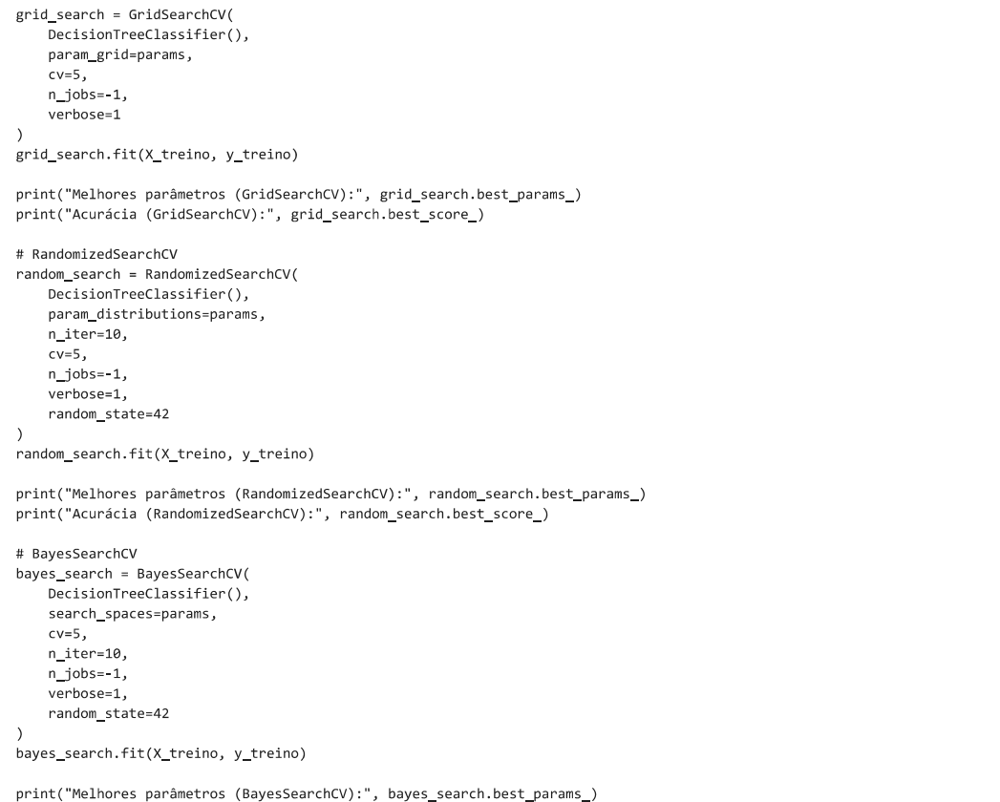 grid_search = GridSearchCV(
    DecisionTreeClassifier(),
    param_grid=params,
    cv=5,
    n_jobs=-1,
    verbose=1
)
grid_search.fit(X_treino, y_treino)

print("Melhores parâmetros (GridSearchCV):", grid_search.best_params_)
print("Acurácia (GridSearchCV):", grid_search.best_score_)

# RandomizedSearchCV
random_search = RandomizedSearchCV(
    DecisionTreeClassifier(),
    param_distributions=params,
    n_iter=10,
    cv=5,
    n_jobs=-1,
    verbose=1,
    random_state=42
)
random_search.fit(X_treino, y_treino)

print("Melhores parâmetros (RandomizedSearchCV):", random_search.best_params_)
print("Acurácia (RandomizedSearchCV):", random_search.best_score_)

# BayesSearchCV
bayes_search = BayesSearchCV(
    DecisionTreeClassifier(),
    search_spaces=params,
    cv=5,
    n_iter=10,
    n_jobs=-1,
    verbose=1,
    random_state=42
)
bayes_search.fit(X_treino, y_treino)

print("Melhores parâmetros (BayesSearchCV):", bayes_search.best_params_)